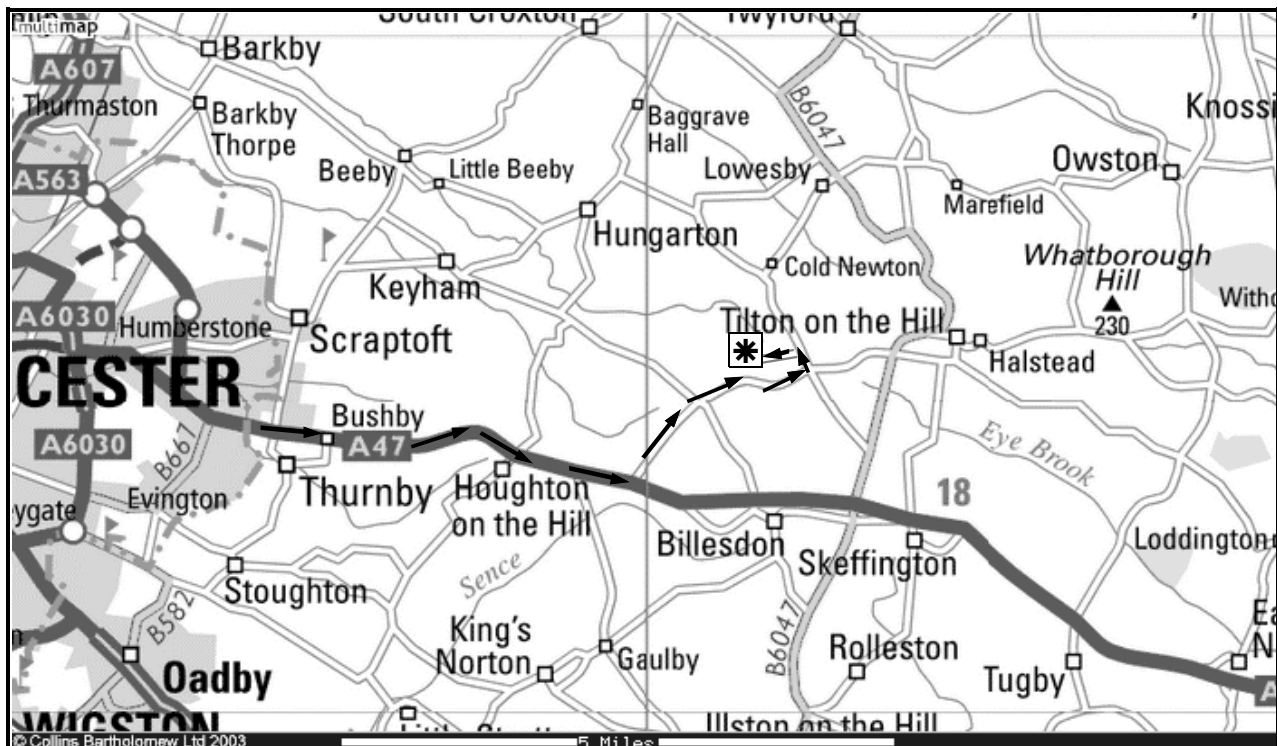 multimap
South Croxton
Twyford
Barkby
A607
Thurmaston
Barkby
Thorpe
Baggrave
Hall
B6047
Beeby
Little Beeby
Lowesby
Owston
A563
Marefield
Hungarton
Whatborough
Hill
230
Keyham
Cold Newton
A6030
Humberstone
Scraptoft
Tilton on the Hill
Halstead
CESTER
Bushby
A47
A6030
B667
Thurnby
Houghton
on the Hill
Eye Brook
18
Evington
Billesdon
Skeffington
Loddington
Stoughton
Sence
B582
King's
Norton
Gaulby
B6047
Rolleston
Tugby
Oadby
WIGSTON
Illston on the Hill
© Collins Bartholomew Ltd 2003
5 Miles